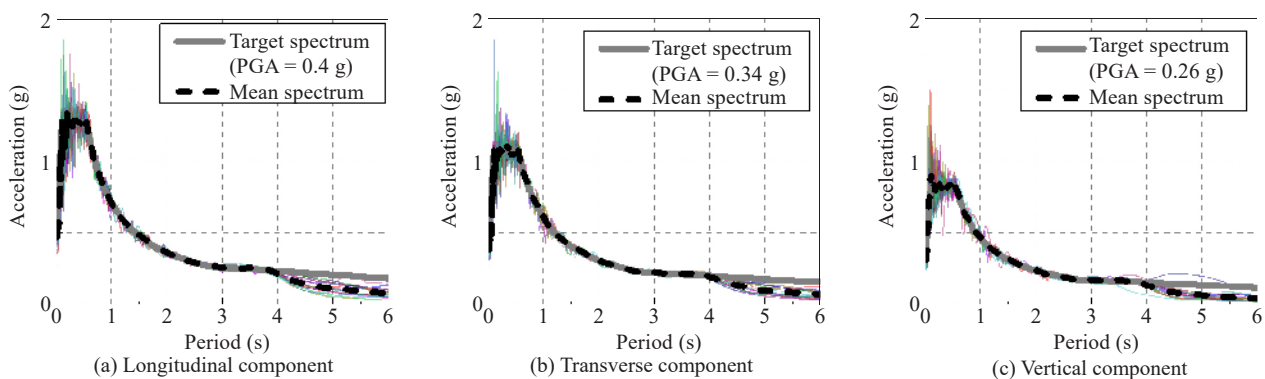 2
1
0
Acceleration (g)
Target spectrum
(PGA = 0.4 g)
Mean spectrum
0 1 2 3 4 5 6
Period (s)
(a) Longitudinal component
2
1
0
Acceleration (g)
Target spectrum
(PGA = 0.34 g)
Mean spectrum
0 1 2 3 4 5 6
Period (s)
(b) Transverse component
2
1
0
Acceleration (g)
Target spectrum
(PGA = 0.26 g)
Mean spectrum
0 1 2 3 4 5 6
Period (s)
(c) Vertical component